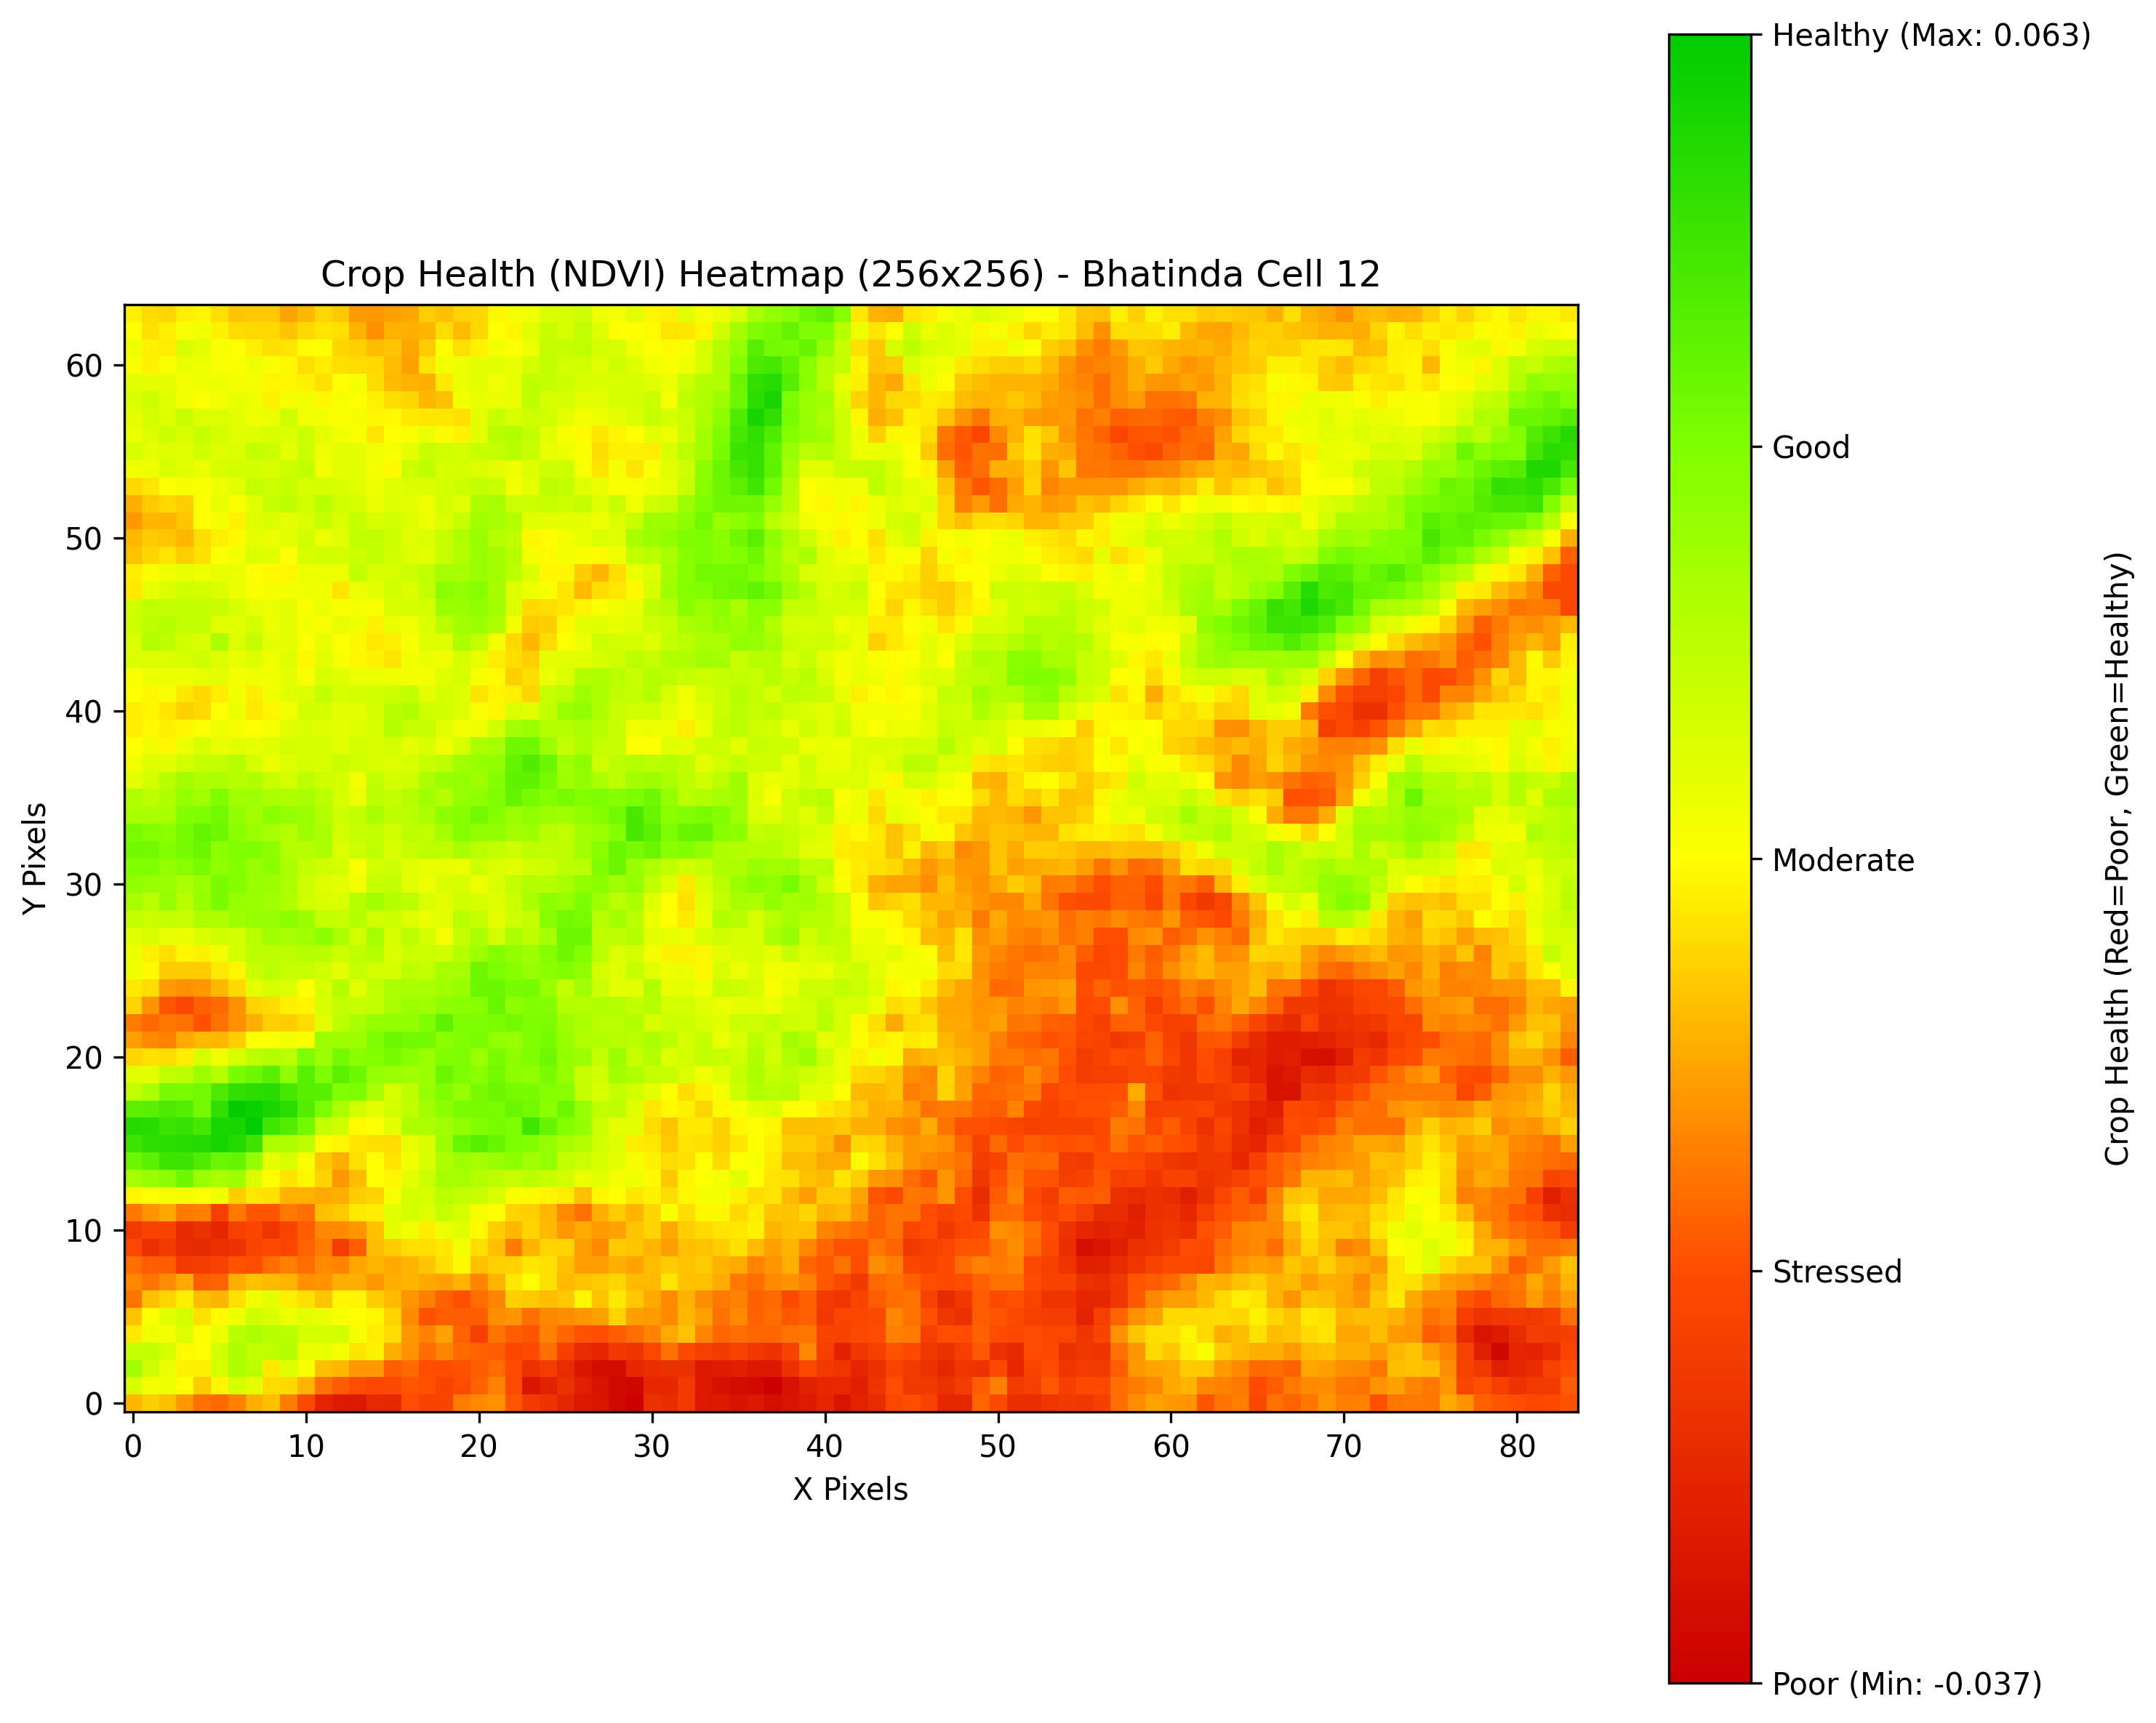 Crop Health (NDVI) Heatmap (256x256) - Bhatinda Cell 12
Y Pixels
60
50
40
30
20
10
0
0 10 20 30 40 50 60 70 80
X Pixels
Healthy (Max: 0.063)
Good
Moderate
Stressed
Poor (Min: -0.037)
Crop Health (Red=Poor, Green=Healthy)